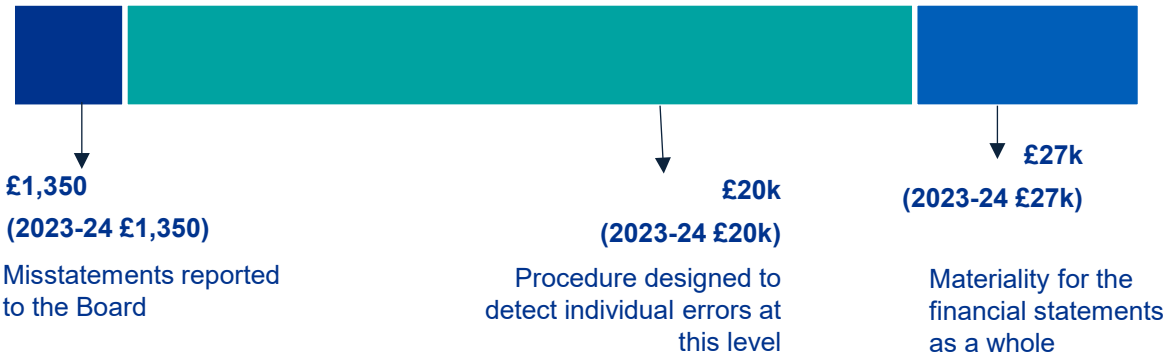 £1,350
(2023-24 £1,350)
Misstatements reported
to the Board
£20k
(2023-24 £20k)
Procedure designed to
detect individual errors at
this level
£27k
(2023-24 £27k)
Materiality for the
financial statements
as a whole